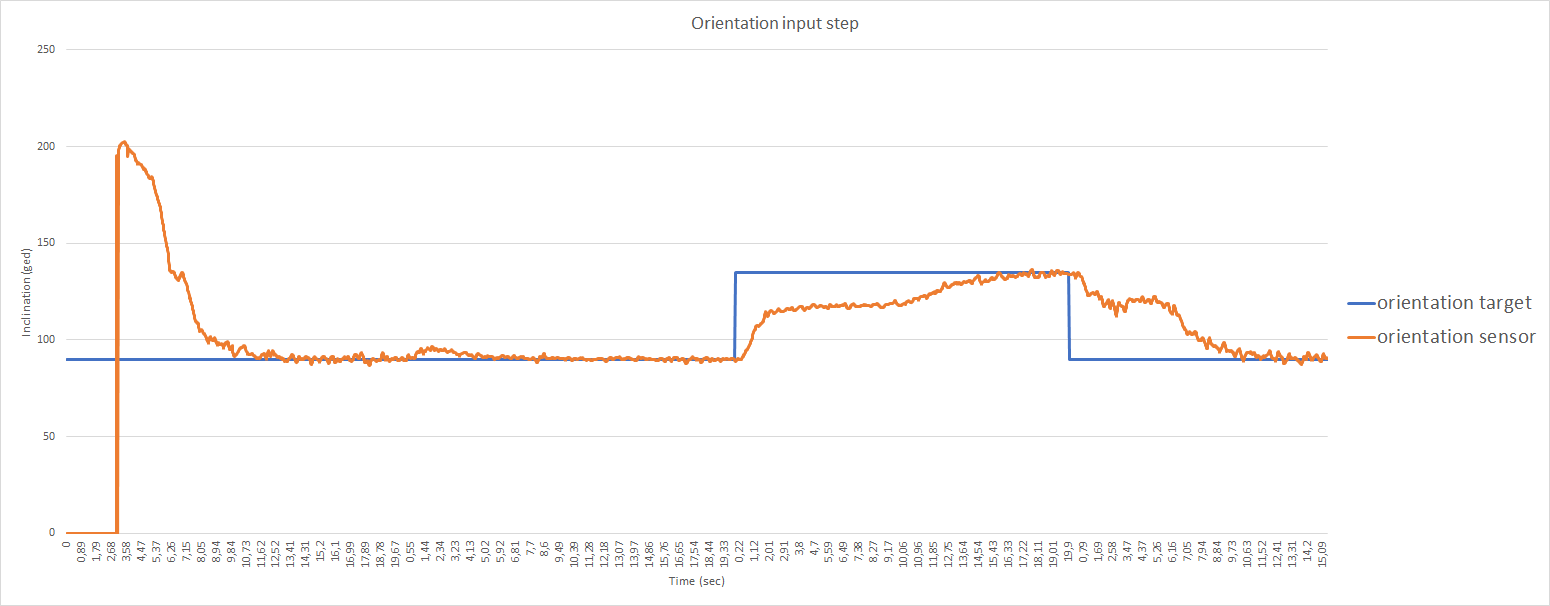 Orientation input step
250
200
150
100
50
0
Inclination (ged)
0 0,89 1,79 2,68 3,58 4,47 5,37 6,26 7,15 8,05 8,94 9,84 10,73 11,62 12,52 13,41 14,31 15,2 16,1 16,99 17,89 18,78 19,67 0,55 1,44 2,34 3,23 4,13 5,02 5,92 6,81 7,7 8,6 9,49 10,39 11,28 12,18 13,07 13,97 14,86 15,76 16,65 17,54 18,44 19,33 0,22 1,12 2,01 2,91 3,8 4,7 5,59 6,49 7,38 8,27 9,17 10,06 10,96 11,85 12,75 13,64 14,54 15,43 16,33 17,22 18,11 19,01 19,9 0,79 1,69 2,58 3,47 4,37 5,26 6,16 7,05 7,94 8,84 9,73 10,63 11,52 12,41 13,31 14,2 15,09
Time (sec)
orientation target
orientation sensor